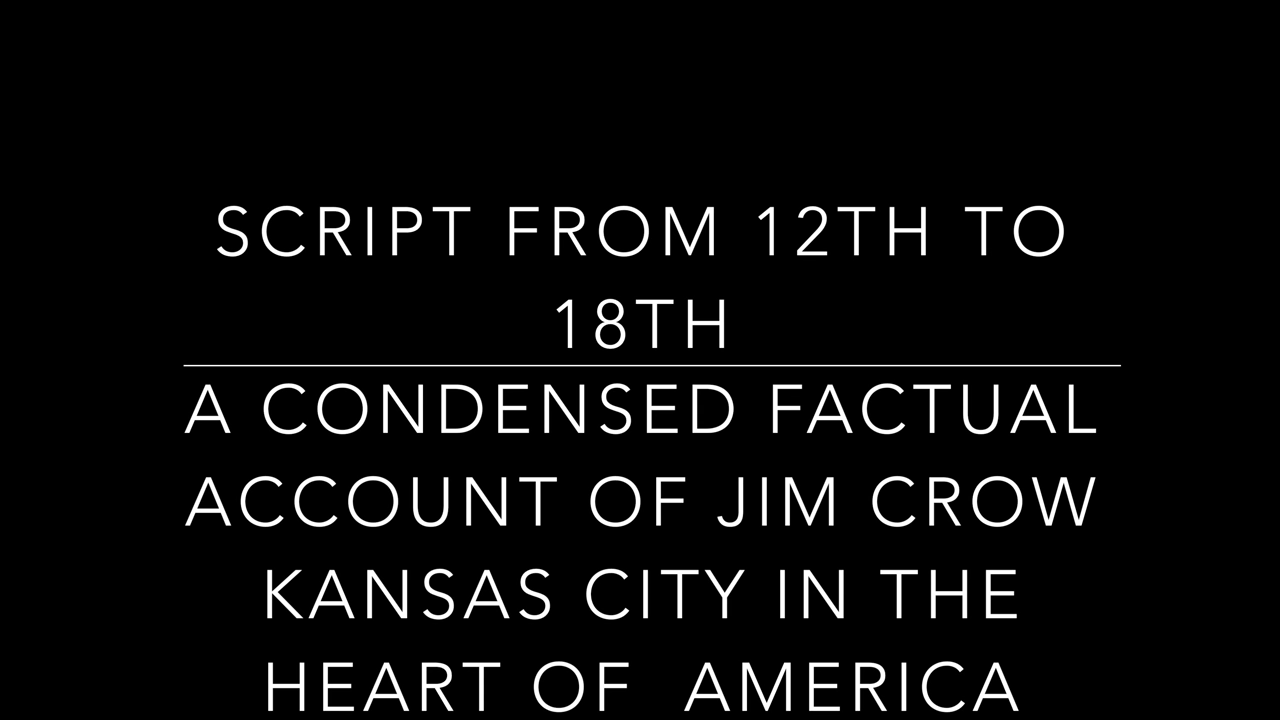 SCRIPT FROM 12TH TO
18TH
A CONDENSED FACTUAL
ACCOUNT OF JIM CROW
KANSAS CITY IN THE
HEART OF AMERICA